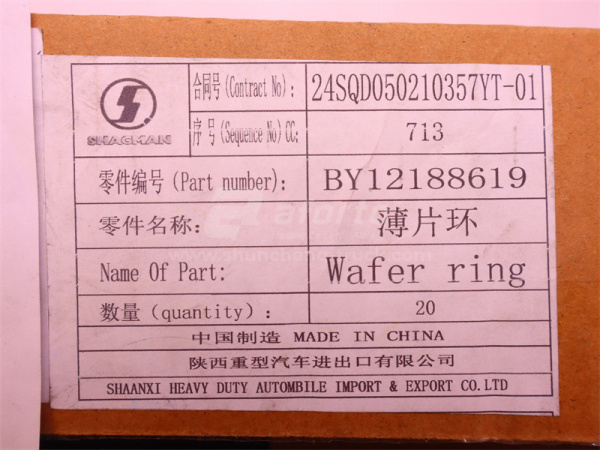 SHACMAN
合同号(Contract No): 24SQD050210357YT-01
序 号(Sequence No) CC: 713
零件编号(Part number): BY12188619
零件名称: 薄片环
Name Of Part: Wafer ring
数量(quantity): 20
中国制造 MADE IN CHINA
陕西重型汽车进出口有限公司
SHAANXI HEAVY DUTY AUTOMBILE IMPORT & EXPORT CO.LTD